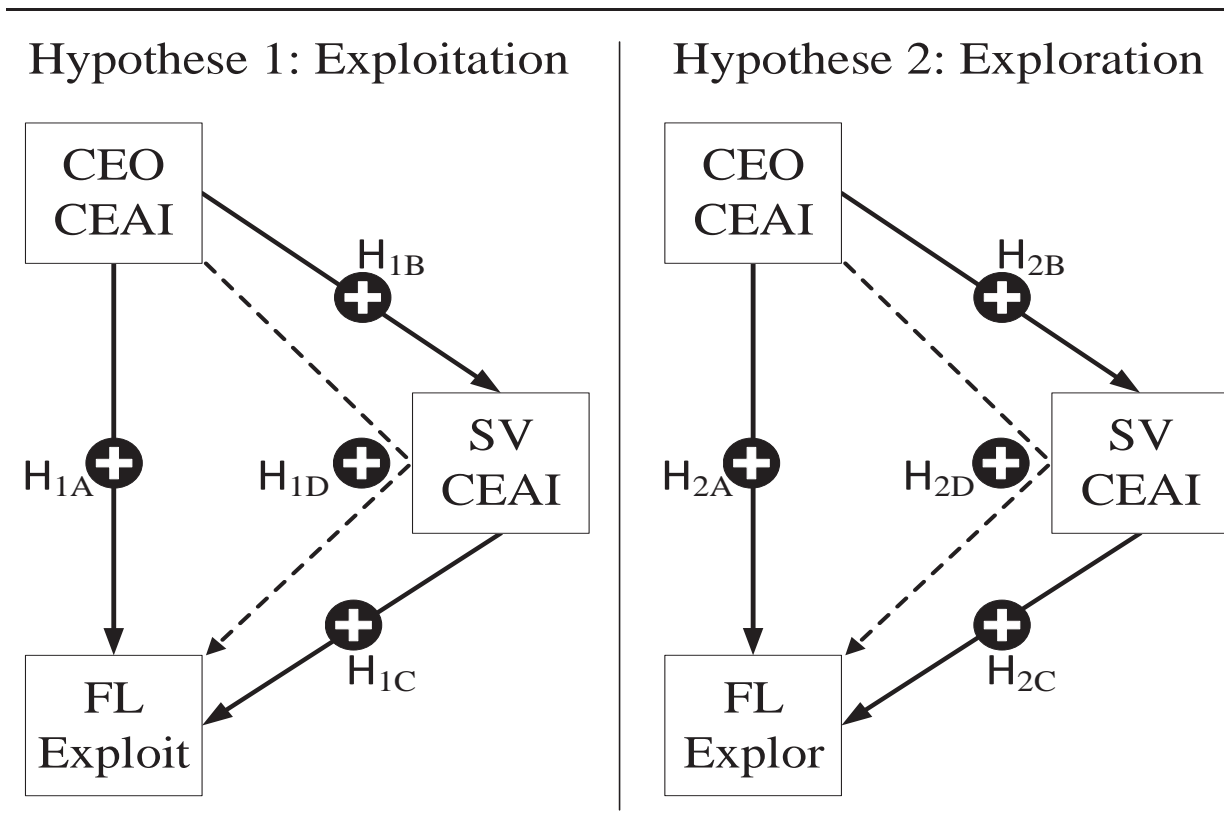 Hypothese 1: Exploitation
CEO
CEAI
H1B
SV
CEAI
H1A
H1D
H1C
FL
Exploit
Hypothese 2: Exploration
CEO
CEAI
H2B
SV
CEAI
H2A
H2D
H2C
FL
Explor